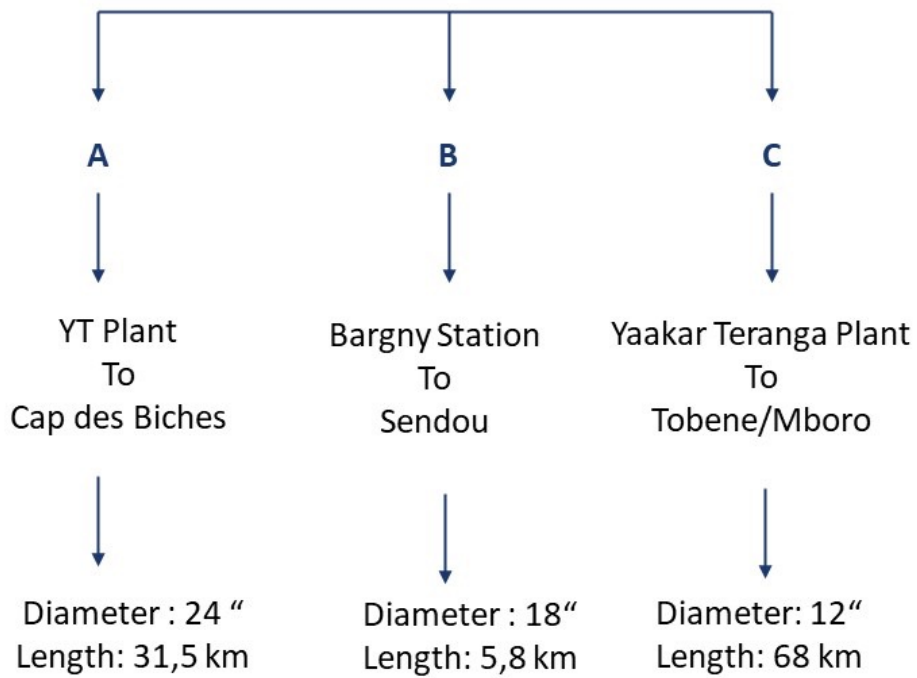 A
B
C
YT Plant
To
Cap des Biches
Bargny Station
To
Sendou
Yaakar Teranga Plant
To
Tobene/Mboro
Diameter : 24 “
Length: 31,5 km
Diameter : 18“
Length: 5,8 km
Diameter: 12“
Length: 68 km